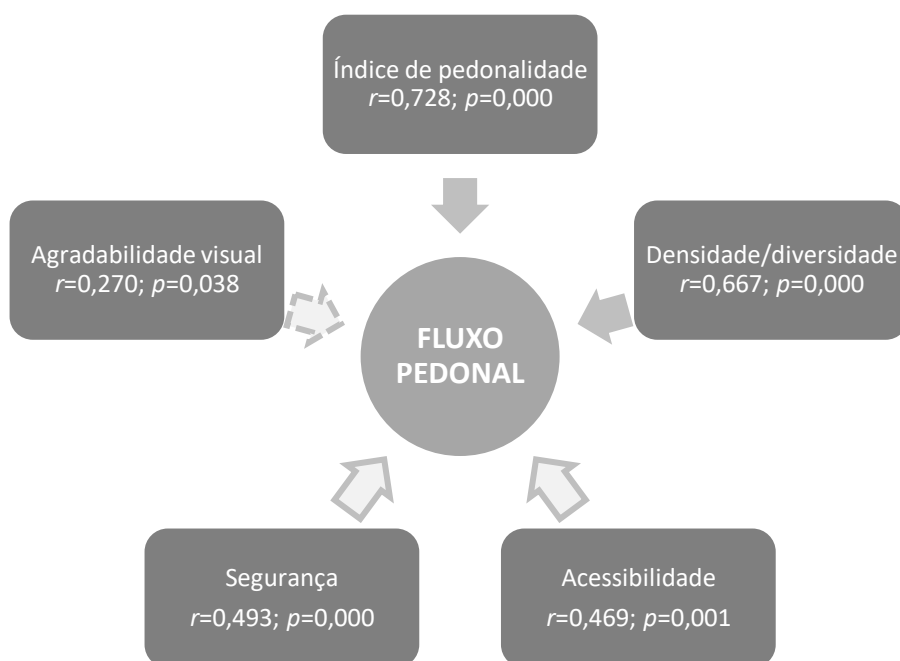 Índice de pedonalidade
r=0,728; p=0,000
Agradabilidade visual
r=0,270; p=0,038
Densidade/diversidade
r=0,667; p=0,000
FLUXO
PEDONAL
Segurança
r=0,493; p=0,000
Acessibilidade
r=0,469; p=0,001